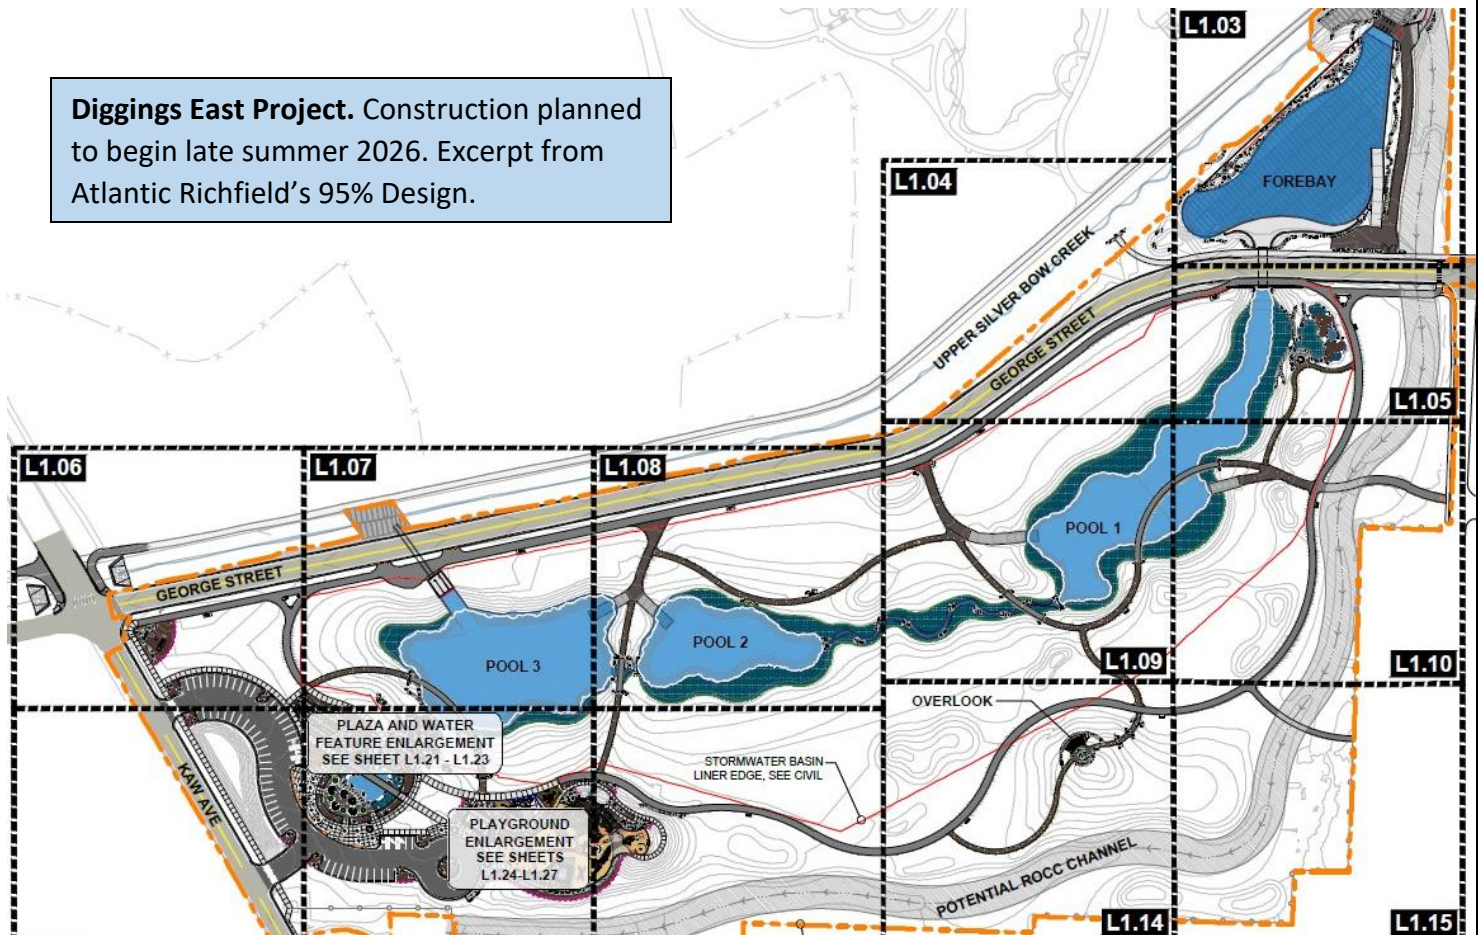 Diggings East Project. Construction planned
to begin late summer 2026. Excerpt from
Atlantic Richfield's 95% Design.
L1.03
FOREBAY
L1.04
UPPER SILVER BOW CREEK
GEORGE STREET
L1.05
L1.06
L1.07
L1.08
POOL 1
GEORGE STREET
POOL 2
POOL 3
L1.09
L1.10
OVERLOOK
PLAZA AND WATER
FEATURE ENLARGEMENT
SEE SHEET L1.21 - L1.23
STORMWATER BASIN
LINER EDGE, SEE CIVIL
KAW AVE
PLAYGROUND
ENLARGEMENT
SEE SHEETS
L1.24-L1.27
POTENTIAL ROCC CHANNEL
L1.14
L1.15